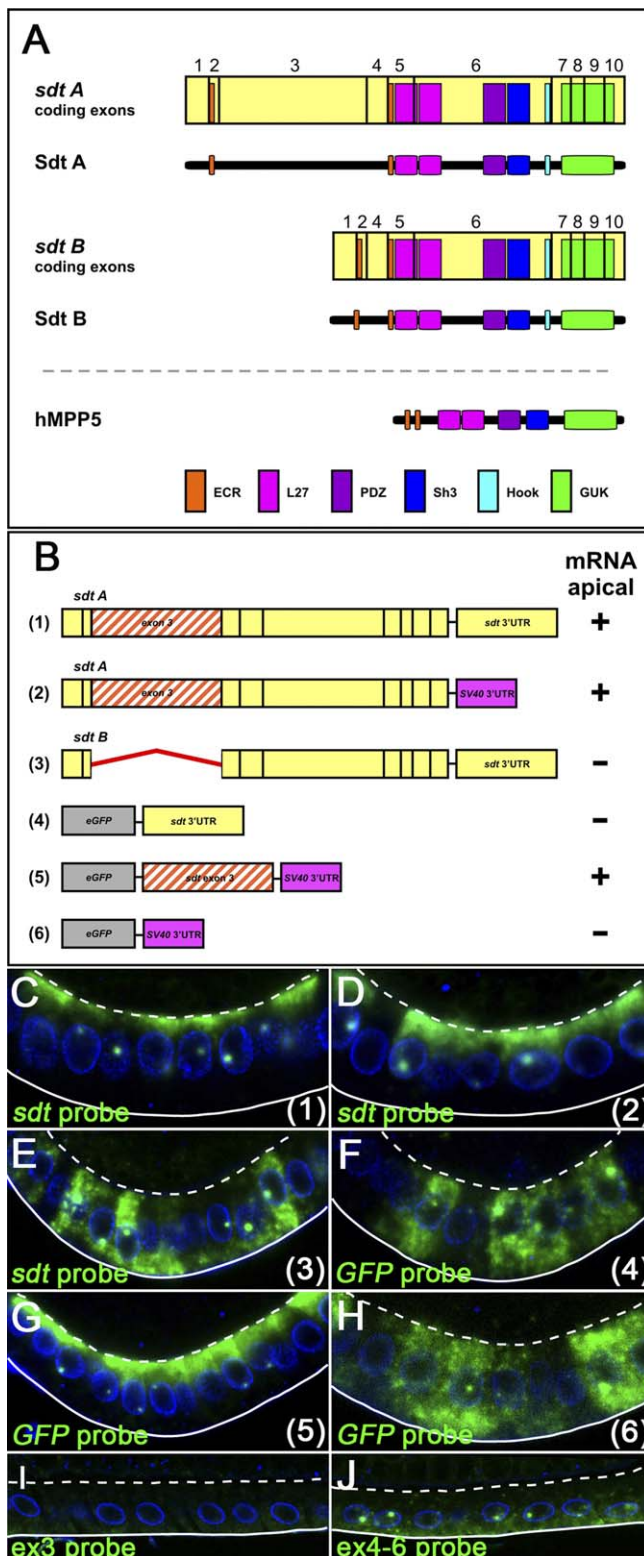 A
1 2 3 4 5 6 7 8 9 10
sdt A
coding exons
Sdt A
1 2 4 5 6 7 8 9 10
sdt B
coding exons
Sdt B
hMPP5
ECR L27 PDZ Sh3 Hook GUK
B
mRNA
apical
sdt A
(1) exon 3 sdt 3'UTR +
sdt A
(2) exon 3 SV40 3'UTR +
sdt B
(3) sdt 3'UTR −
(4) eGFP sdt 3'UTR −
(5) eGFP sdt exon 3 SV40 3'UTR +
(6) eGFP SV40 3'UTR −
C
sdt probe (1)
D
sdt probe (2)
E
sdt probe (3)
F
GFP probe (4)
G
GFP probe (5)
H
GFP probe (6)
I
ex3 probe
J
ex4-6 probe